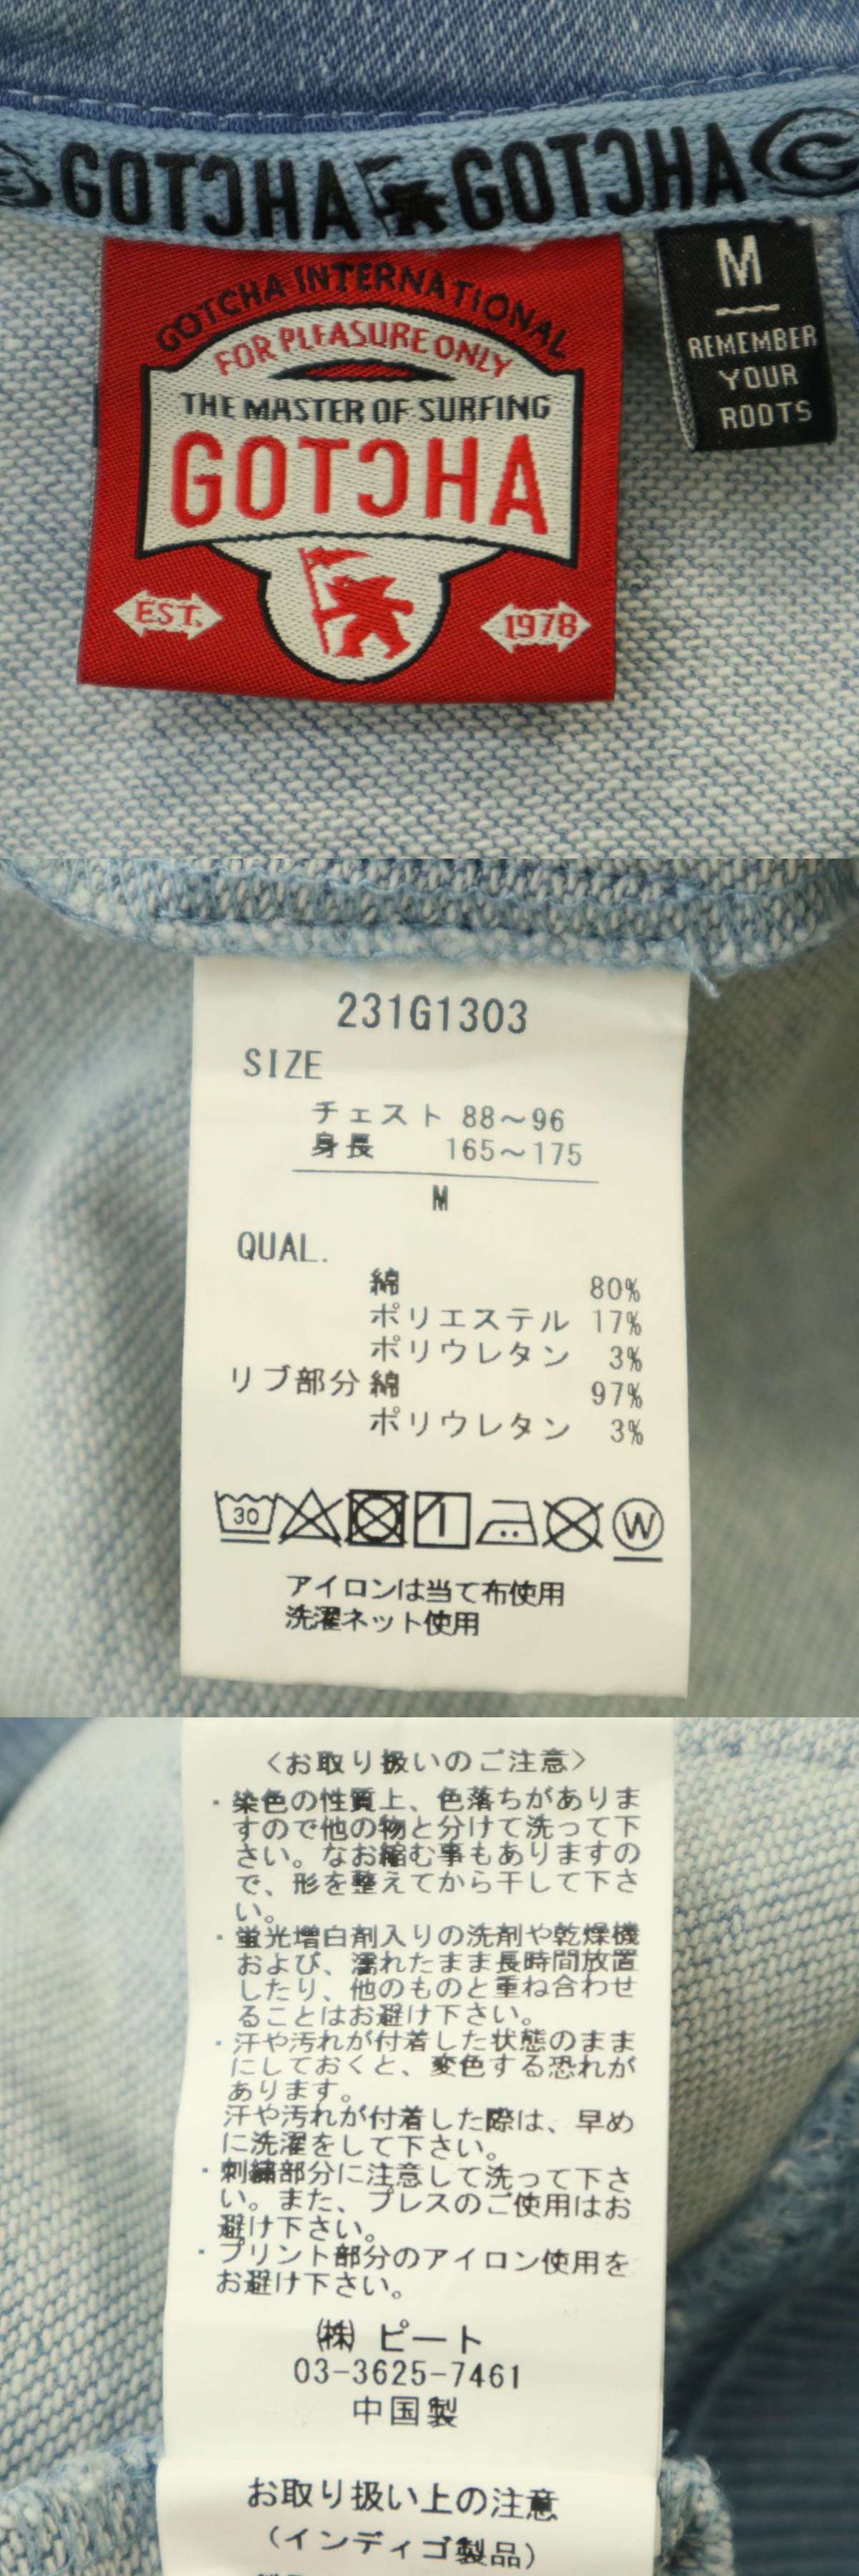 GOTCHA GOTCHA G
GOTCHA INTERNATIONAL
FOR PLEASURE ONLY
THE MASTER OF SURFING
GOTCHA
EST. 1978
M
REMEMBER
YOUR
ROOTS
231G1303
SIZE
チェスト 88～96
身長 165～175
M
QUAL.
綿 80%
ポリエステル 17%
ポリウレタン 3%
リブ部分 綿 97%
ポリウレタン 3%
30 W
アイロンは当て布使用
洗濯ネット使用
〈お取り扱いのご注意〉
・染色の性質上、色落ちがありま
すので他の物と分けて洗って下
さい。なお縮む事もありますの
で、形を整えてから干して下さ
い。
・蛍光増白剤入りの洗剤や乾燥機
および、濡れたまま長時間放置
したり、他のものと重ね合わせ
ることはお避け下さい。
・汗や汚れが付着した状態のまま
にしておくと、変色する恐れが
あります。
汗や汚れが付着した際は、早め
に洗濯をして下さい。
・刺繍部分に注意して洗って下さ
い。また、プレスのご使用はお
避け下さい。
・プリント部分のアイロン使用を
お避け下さい。
㈱ ピート
03-3625-7461
中国製
お取り扱い上の注意
(インディゴ製品)